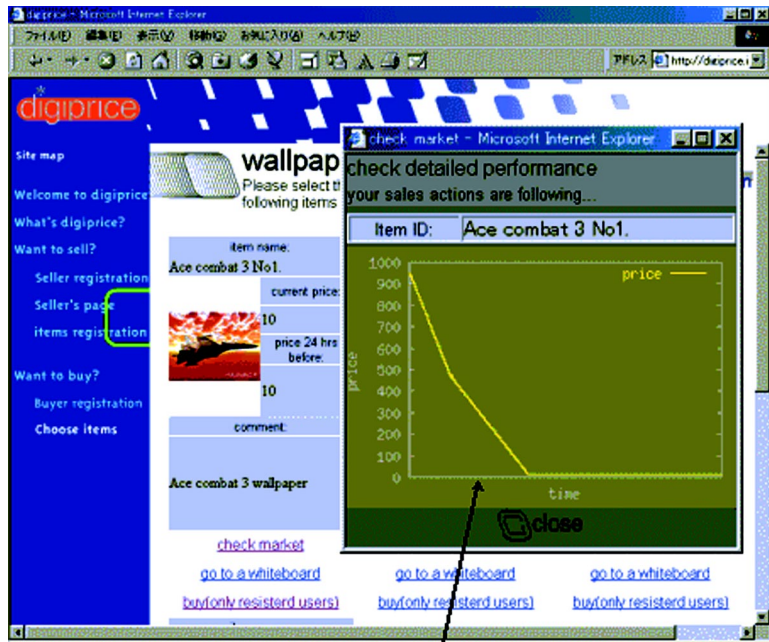 digiprice - Microsoft Internet Explorer
ファイル(F) 編集(E) 表示(V) 移動(G) お気に入り(A) ヘルプ(H)
アドレス http://digiprice.i
digiprice
Site map
Welcome to digiprice
What's digiprice?
Want to sell?
Seller registration
Seller's page
items registration
Want to buy?
Buyer registration
Choose items
wallpap
Please select t
following items
item name:
Ace combat 3 No1.
current price:
10
price 24 hrs
before:
10
comment:
Ace combat 3 wallpaper
check market
go to a whiteboard go to a whiteboard go to a whiteboard
buy(only resisterd users) buy(only resisterd users) buy(only resisterd users)
check market - Microsoft Internet Explorer
check detailed performance
your sales actions are following...
Item ID: Ace combat 3 No1.
price
1000
900
800
700
600
500
400
300
200
100
0
price
time
close